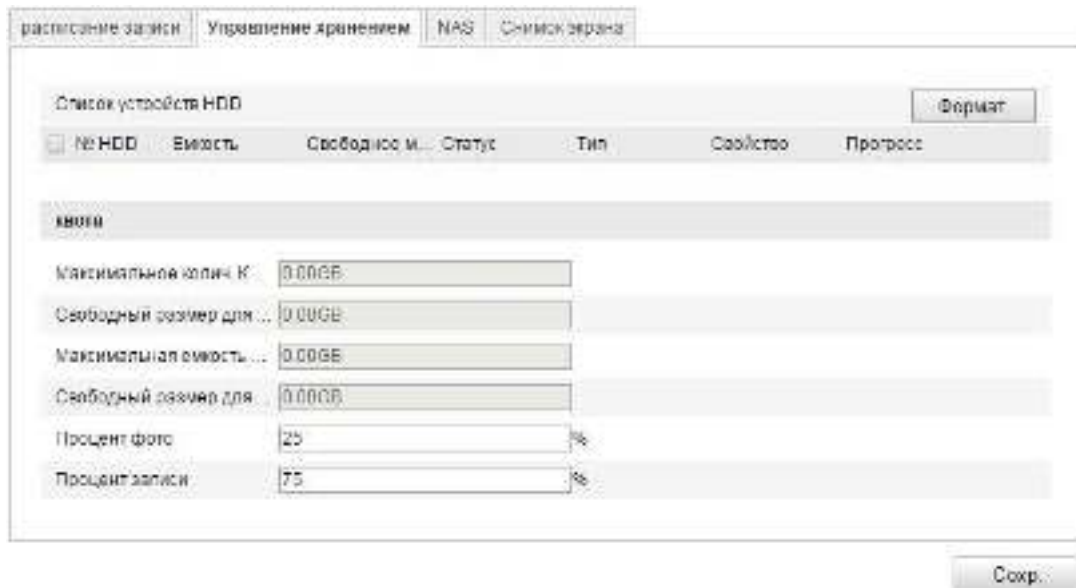 расписание записи Управление хранением NAS Снимок экрана
Список устройств HDD Формат
№ HDD Емкость Свободное м... Статус Тип Свойство Прогресс
квота
Максимальное колич. К... 0.00GB
Свободный размер для ... 0.00GB
Максимальная емкость ... 0.00GB
Свободный размер для ... 0.00GB
Процент фото 25 %
Процент записи 75 %
Сохр.